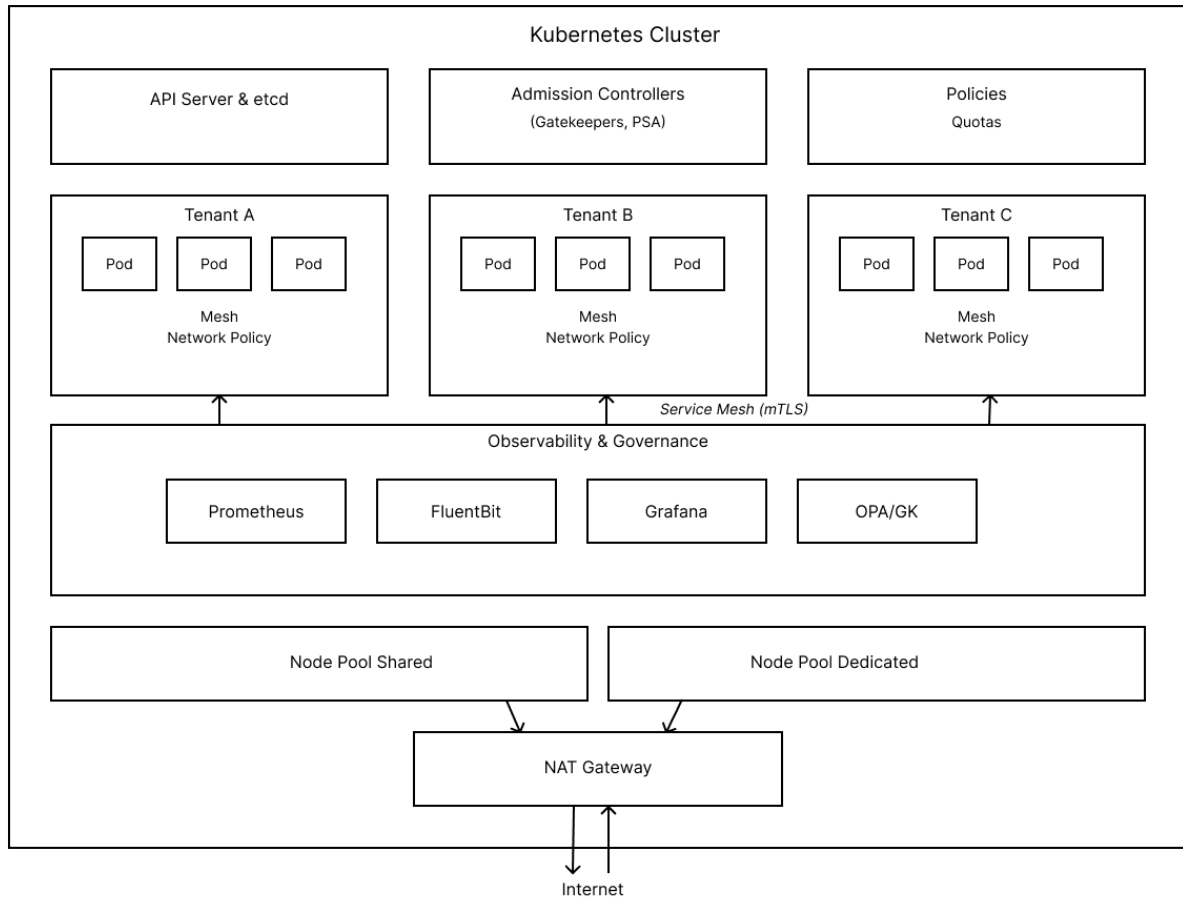 Kubernetes Cluster
API Server & etcd
Admission Controllers
(Gatekeepers, PSA)
Policies
Quotas
Tenant A
Pod
Pod
Pod
Mesh
Network Policy
Tenant B
Pod
Pod
Pod
Mesh
Network Policy
Tenant C
Pod
Pod
Pod
Mesh
Network Policy
Service Mesh (mTLS)
Observability & Governance
Prometheus
FluentBit
Grafana
OPA/GK
Node Pool Shared
Node Pool Dedicated
NAT Gateway
Internet